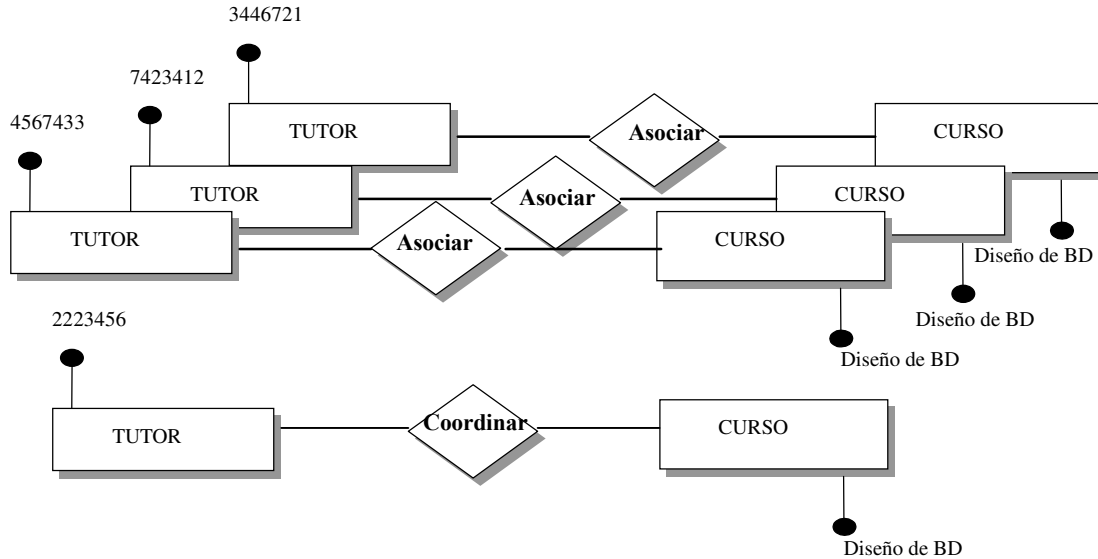 3446721
7423412
4567433
TUTOR
Asociar
CURSO
TUTOR
Asociar
CURSO
TUTOR
Asociar
CURSO
Diseño de BD
Diseño de BD
Diseño de BD
2223456
TUTOR
Coordinar
CURSO
Diseño de BD